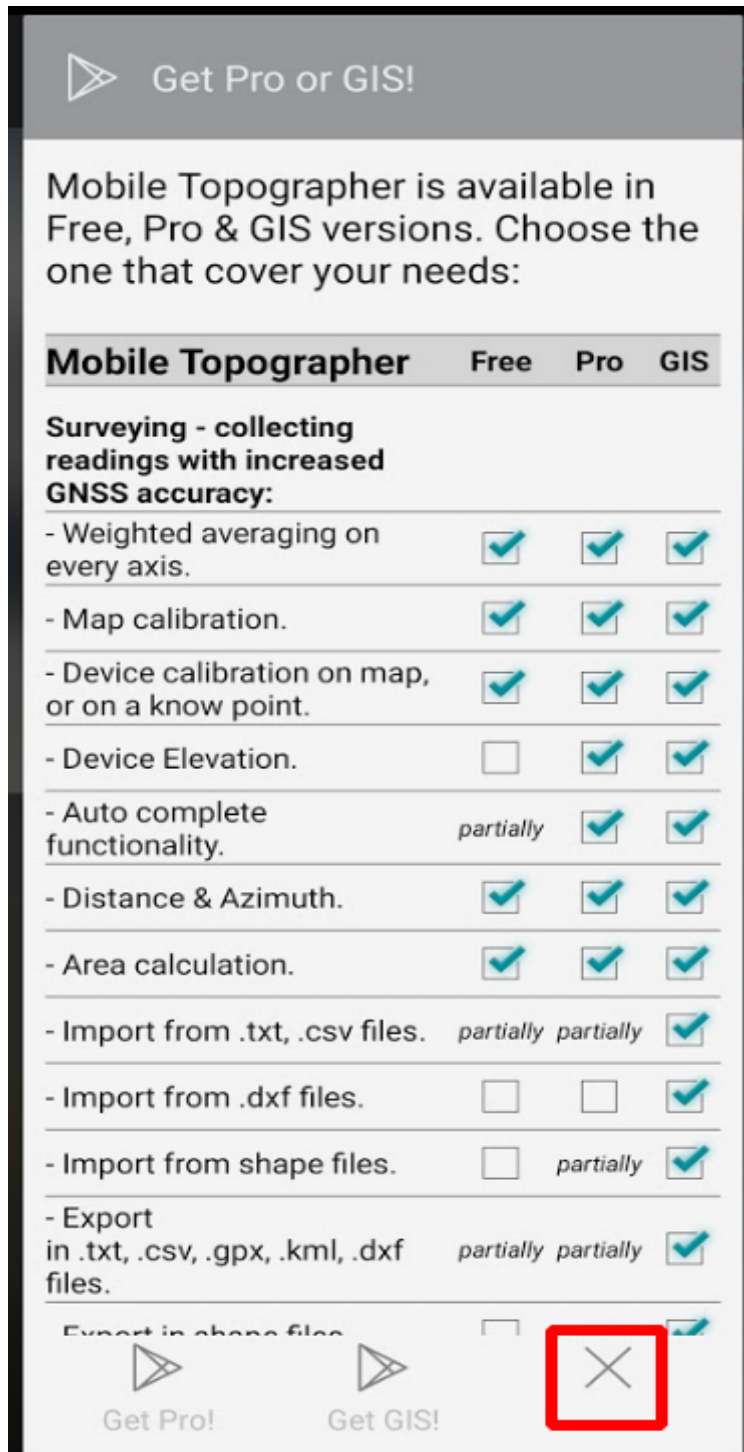 Get Pro or GIS!
Mobile Topographer is available in
Free, Pro & GIS versions. Choose the
one that cover your needs:
Mobile Topographer Free Pro GIS
Surveying - collecting
readings with increased
GNSS accuracy:
- Weighted averaging on
every axis.
- Map calibration.
- Device calibration on map,
or on a know point.
- Device Elevation.
- Auto complete
functionality.
partially
- Distance & Azimuth.
- Area calculation.
- Import from .txt, .csv files. partially partially
- Import from .dxf files.
- Import from shape files. partially
- Export
in .txt, .csv, .gpx, .kml, .dxf
files.
partially partially
- Export in shape files
Get Pro! Get GIS!